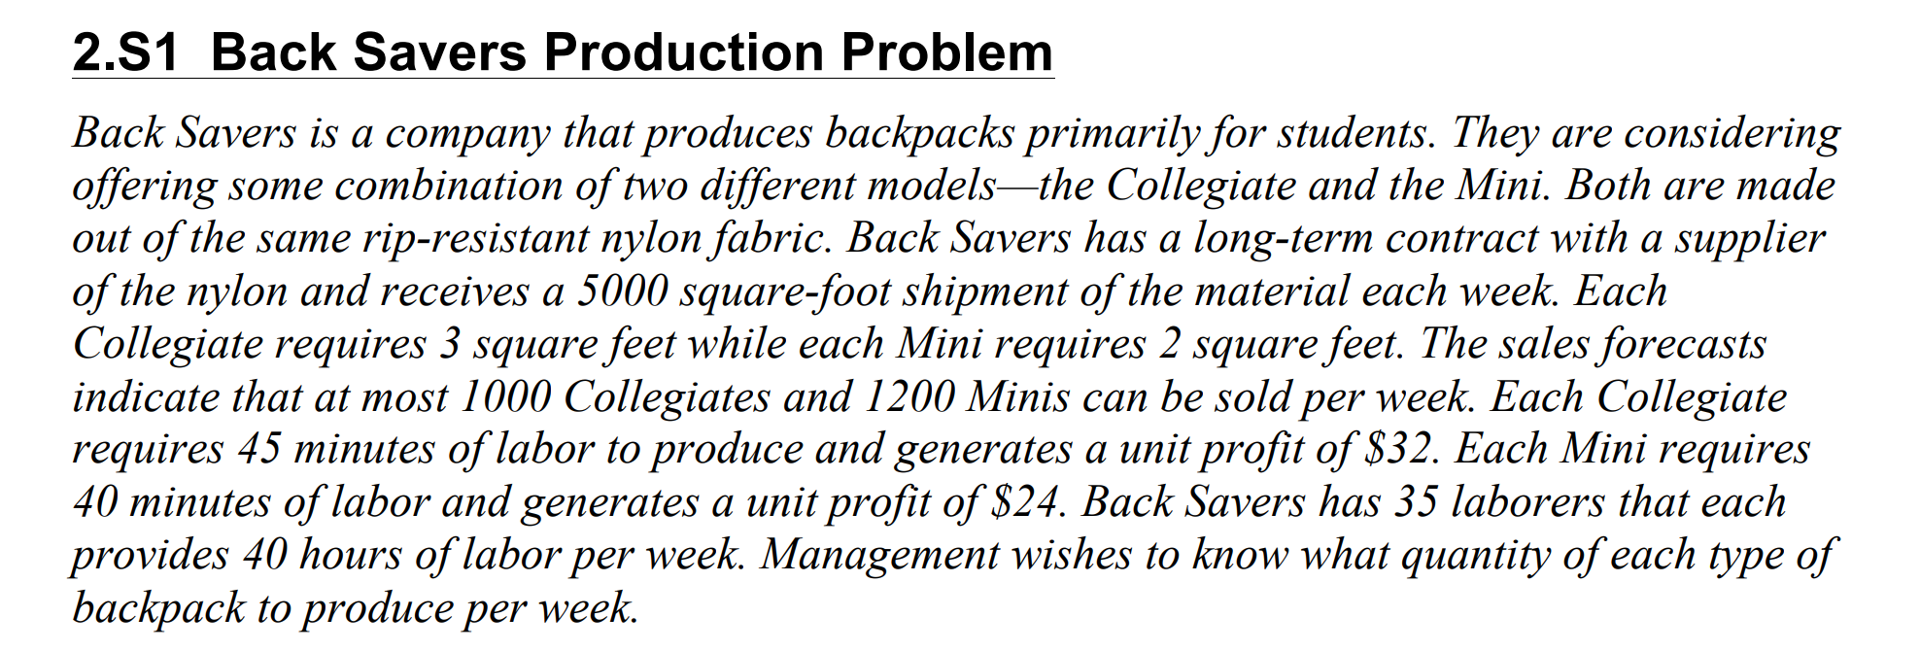 2.S1 Back Savers Production Problem
Back Savers is a company that produces backpacks primarily for students. They are considering
offering some combination of two different models—the Collegiate and the Mini. Both are made
out of the same rip-resistant nylon fabric. Back Savers has a long-term contract with a supplier
of the nylon and receives a 5000 square-foot shipment of the material each week. Each
Collegiate requires 3 square feet while each Mini requires 2 square feet. The sales forecasts
indicate that at most 1000 Collegiates and 1200 Minis can be sold per week. Each Collegiate
requires 45 minutes of labor to produce and generates a unit profit of $32. Each Mini requires
40 minutes of labor and generates a unit profit of $24. Back Savers has 35 laborers that each
provides 40 hours of labor per week. Management wishes to know what quantity of each type of
backpack to produce per week.